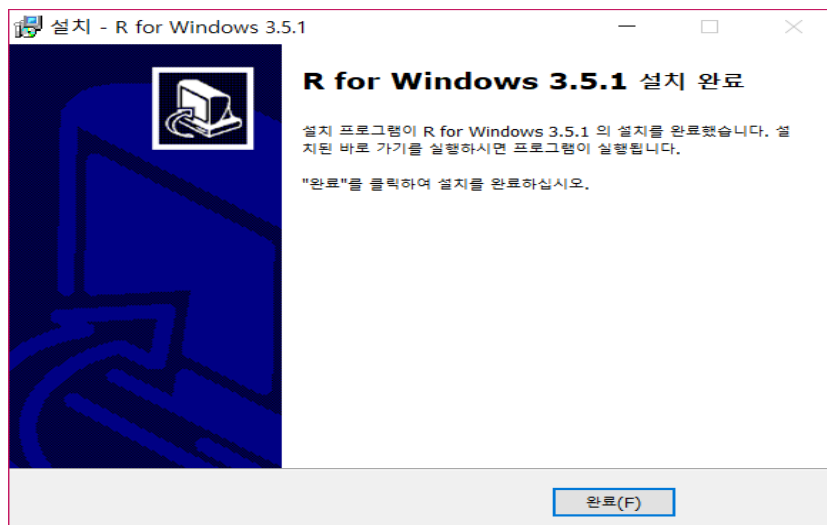 설치 - R for Windows 3.5.1
R for Windows 3.5.1 설치 완료
설치 프로그램이 R for Windows 3.5.1 의 설치를 완료했습니다. 설
치된 바로 가기를 실행하시면 프로그램이 실행됩니다.
"완료"를 클릭하여 설치를 완료하십시오.
완료(F)